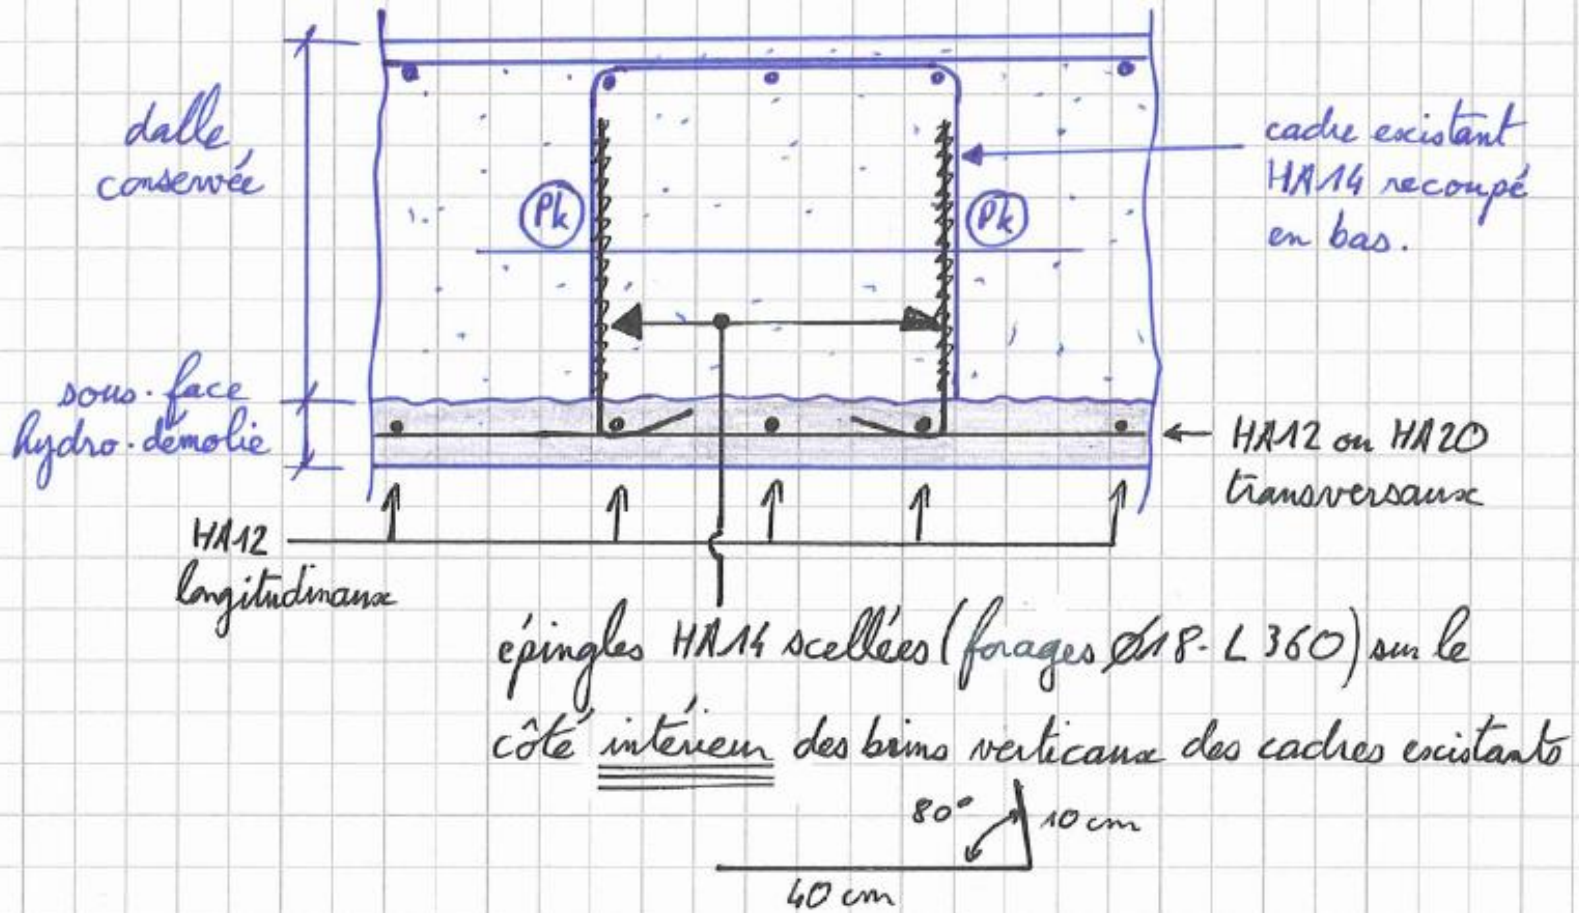 dalle
conservée
Pk
Pk
cadre existant
HA14 recoupé
en bas.
sous-face
hydro-démolie
HA12 ou HA20
transversaux
HA12
longitudinaux
épingles HA14 scellées (forages Ø18- L 360) sur le
côté intérieur des brins verticaux des cadres existants
80°
10 cm
40 cm